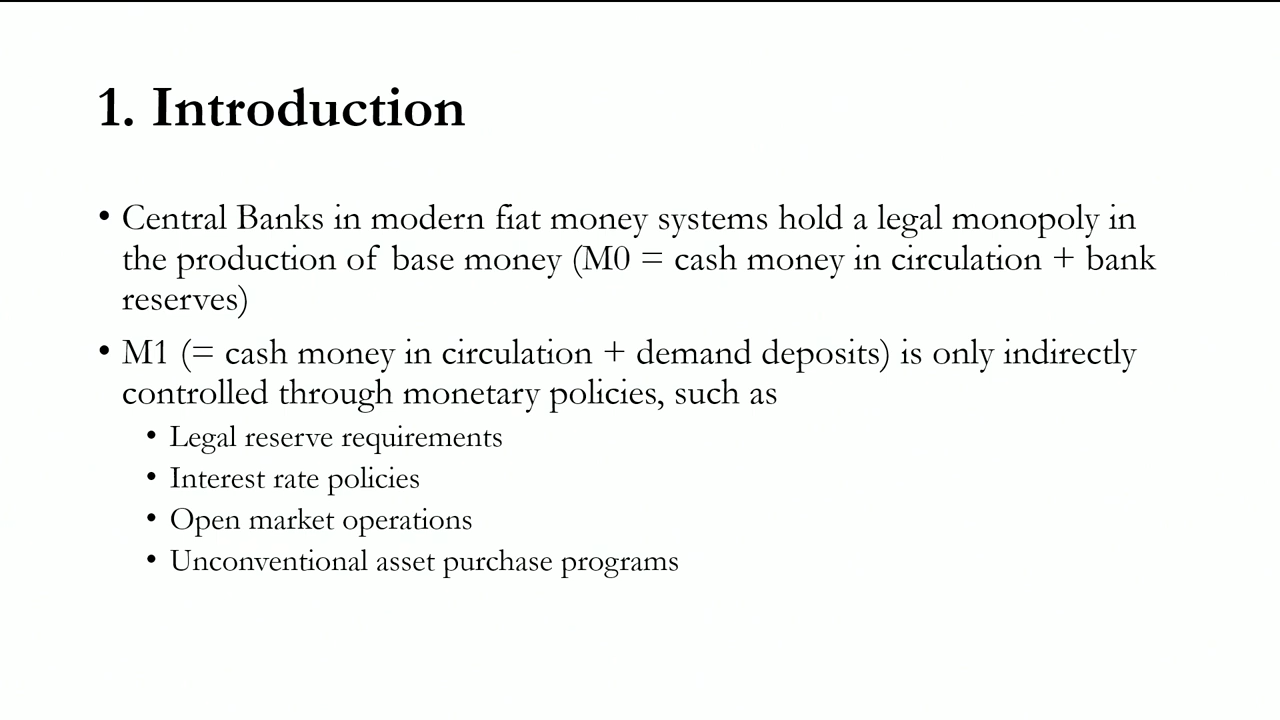 1. Introduction
• Central Banks in modern fiat money systems hold a legal monopoly in
the production of base money (M0 = cash money in circulation + bank
reserves)
• M1 (= cash money in circulation + demand deposits) is only indirectly
controlled through monetary policies, such as
• Legal reserve requirements
• Interest rate policies
• Open market operations
• Unconventional asset purchase programs